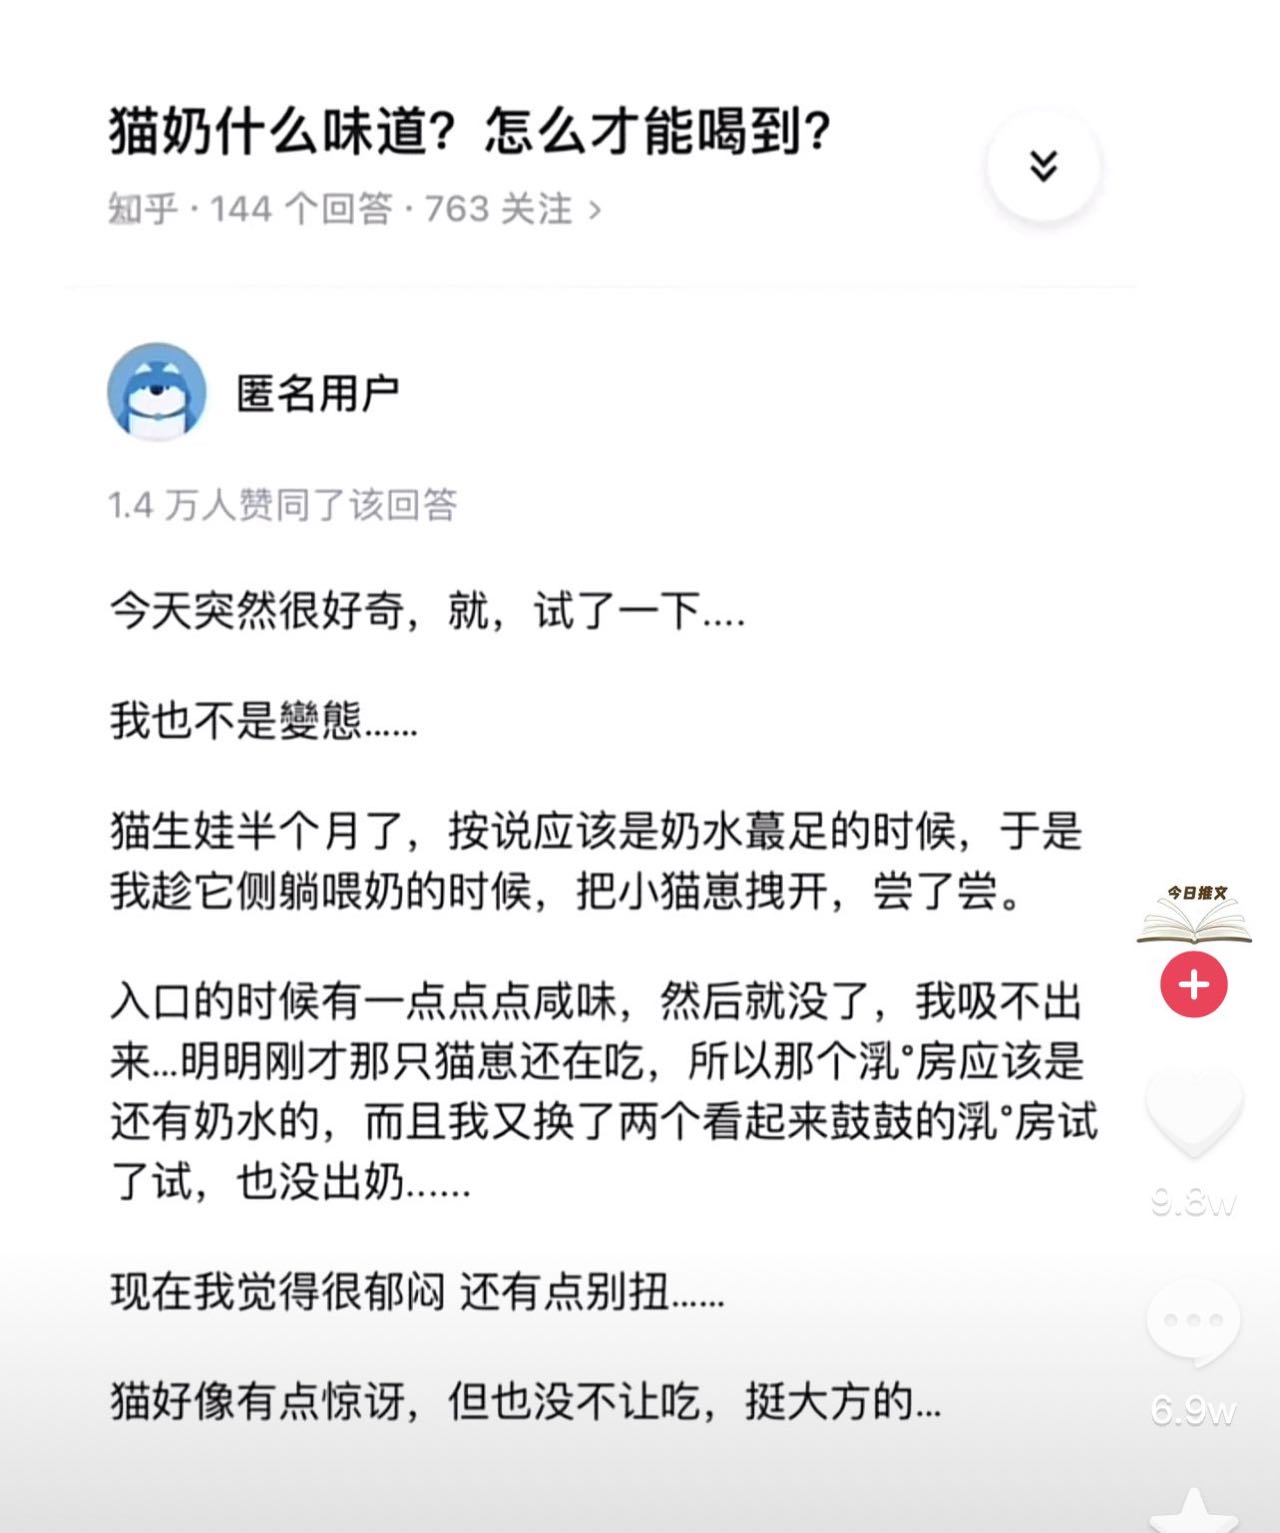 猫奶什么味道？怎么才能喝到？
知乎 · 144 个回答 · 763 关注 >
匿名用户
1.4 万人赞同了该回答
今天突然很好奇，就，试了一下....
我也不是變態......
猫生娃半个月了，按说应该是奶水蕞足的时候，于是
我趁它侧躺喂奶的时候，把小猫崽拽开，尝了尝。
入口的时候有一点点点咸味，然后就没了，我吸不出
来...明明刚才那只猫崽还在吃，所以那个乳°房应该是
还有奶水的，而且我又换了两个看起来鼓鼓的乳°房试
了试，也没出奶......
现在我觉得很郁闷 还有点别扭......
猫好像有点惊讶，但也没不让吃，挺大方的...
今日推文
9.8w
6.9w